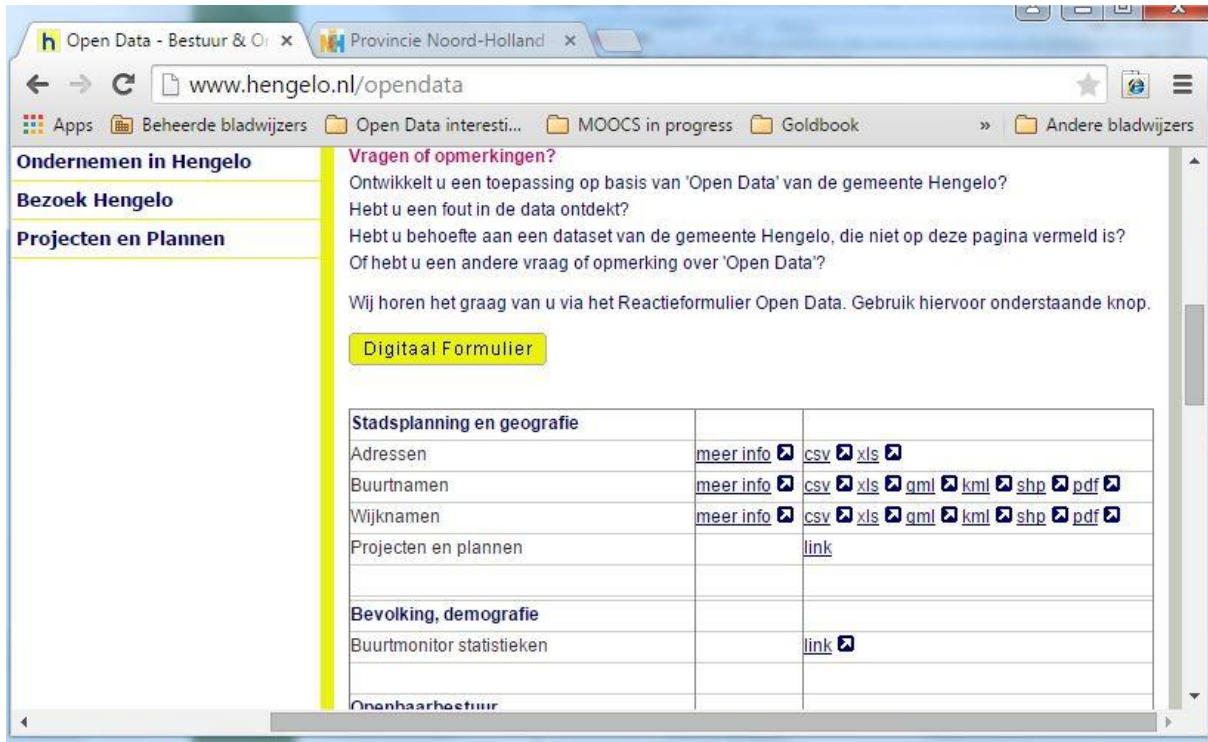 Open Data - Bestuur & Or
Provincie Noord-Holland
www.hengelo.nl/opendata
Apps Beheerde bladwijzers Open Data interesti... MOOCS in progress Goldbook » Andere bladwijzers
Ondernemen in Hengelo
Bezoek Hengelo
Projecten en Plannen
Vragen of opmerkingen?
Ontwikkelt u een toepassing op basis van 'Open Data' van de gemeente Hengelo?
Hebt u een fout in de data ontdekt?
Hebt u behoefte aan een dataset van de gemeente Hengelo, die niet op deze pagina vermeld is?
Of hebt u een andere vraag of opmerking over 'Open Data'?
Wij horen het graag van u via het Reactieformulier Open Data. Gebruik hiervoor onderstaande knop.
Digitaal Formulier
Stadsplanning en geografie
Adressen meer info csv xls
Buurtnamen meer info csv xls gml kml shp pdf
Wijknamen meer info csv xls gml kml shp pdf
Projecten en plannen link
Bevolking, demografie
Buurtmonitor statistieken link
Openbaarbestuur